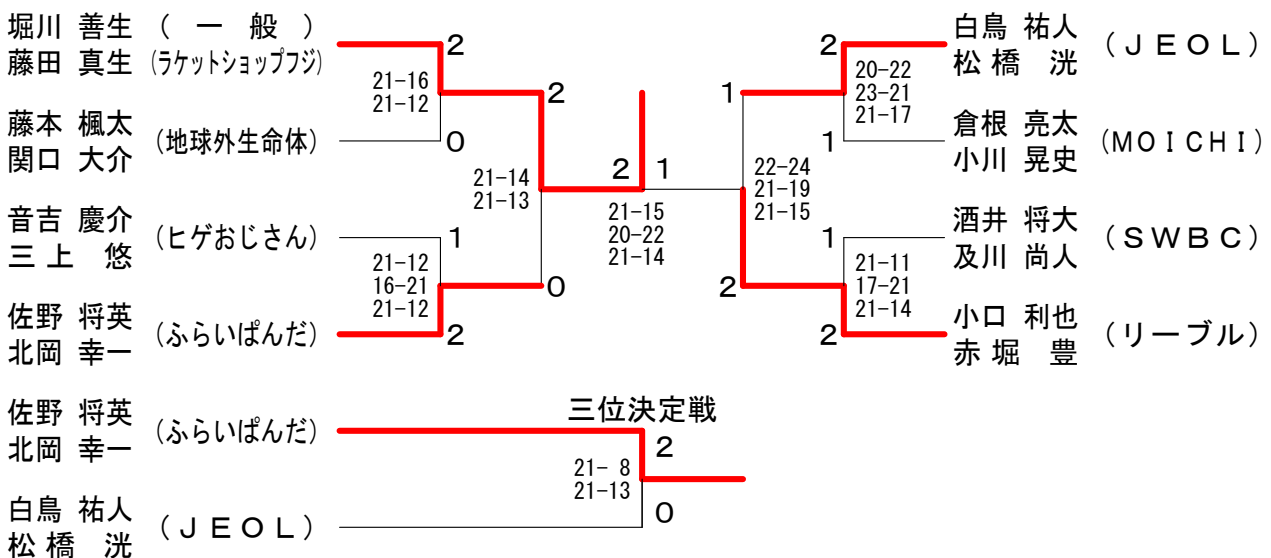 堀川 善生 ( 一 般 )
藤田 真生 (ラケットショップフジ)
2
21-16
21-12
藤本 楓太
関口 大介
(地球外生命体)
0
2
21-14
21-13
音吉 慶介
三上 悠
(ヒゲおじさん)
1
21-12
16-21
21-12
0
佐野 将英
北岡 幸一
(ふらいぱんだ)
2
2 1
21-15
20-22
21-14
白鳥 祐人
松橋 洸
(ＪＥＯＬ)
2
20-22
23-21
21-17
1
倉根 亮太
小川 晃史
(ＭＯＩＣＨＩ)
1
22-24
21-19
21-15
酒井 将大
及川 尚人
(ＳＷＢＣ)
1
21-11
17-21
21-14
2
小口 利也
赤堀 豊
(リーブル)
2
三位決定戦
佐野 将英
北岡 幸一
(ふらいぱんだ)
2
21- 8
21-13
白鳥 祐人
松橋 洸
(ＪＥＯＬ)
0